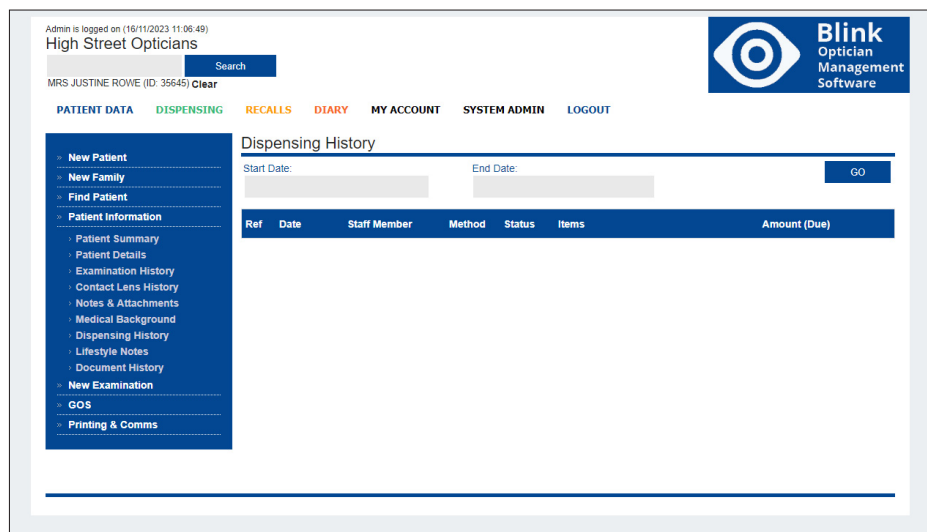 Admin is logged on (16/11/2023 11:06:49)
High Street Opticians
Search
MRS JUSTINE ROWE (ID: 35645) Clear
Blink
Optician
Management
Software
PATIENT DATA DISPENSING RECALLS DIARY MY ACCOUNT SYSTEM ADMIN LOGOUT
» New Patient
» New Family
» Find Patient
» Patient Information
› Patient Summary
› Patient Details
› Examination History
› Contact Lens History
› Notes & Attachments
› Medical Background
› Dispensing History
› Lifestyle Notes
› Document History
» New Examination
» GOS
» Printing & Comms
Dispensing History
Start Date: End Date:
GO
Ref Date Staff Member Method Status Items Amount (Due)